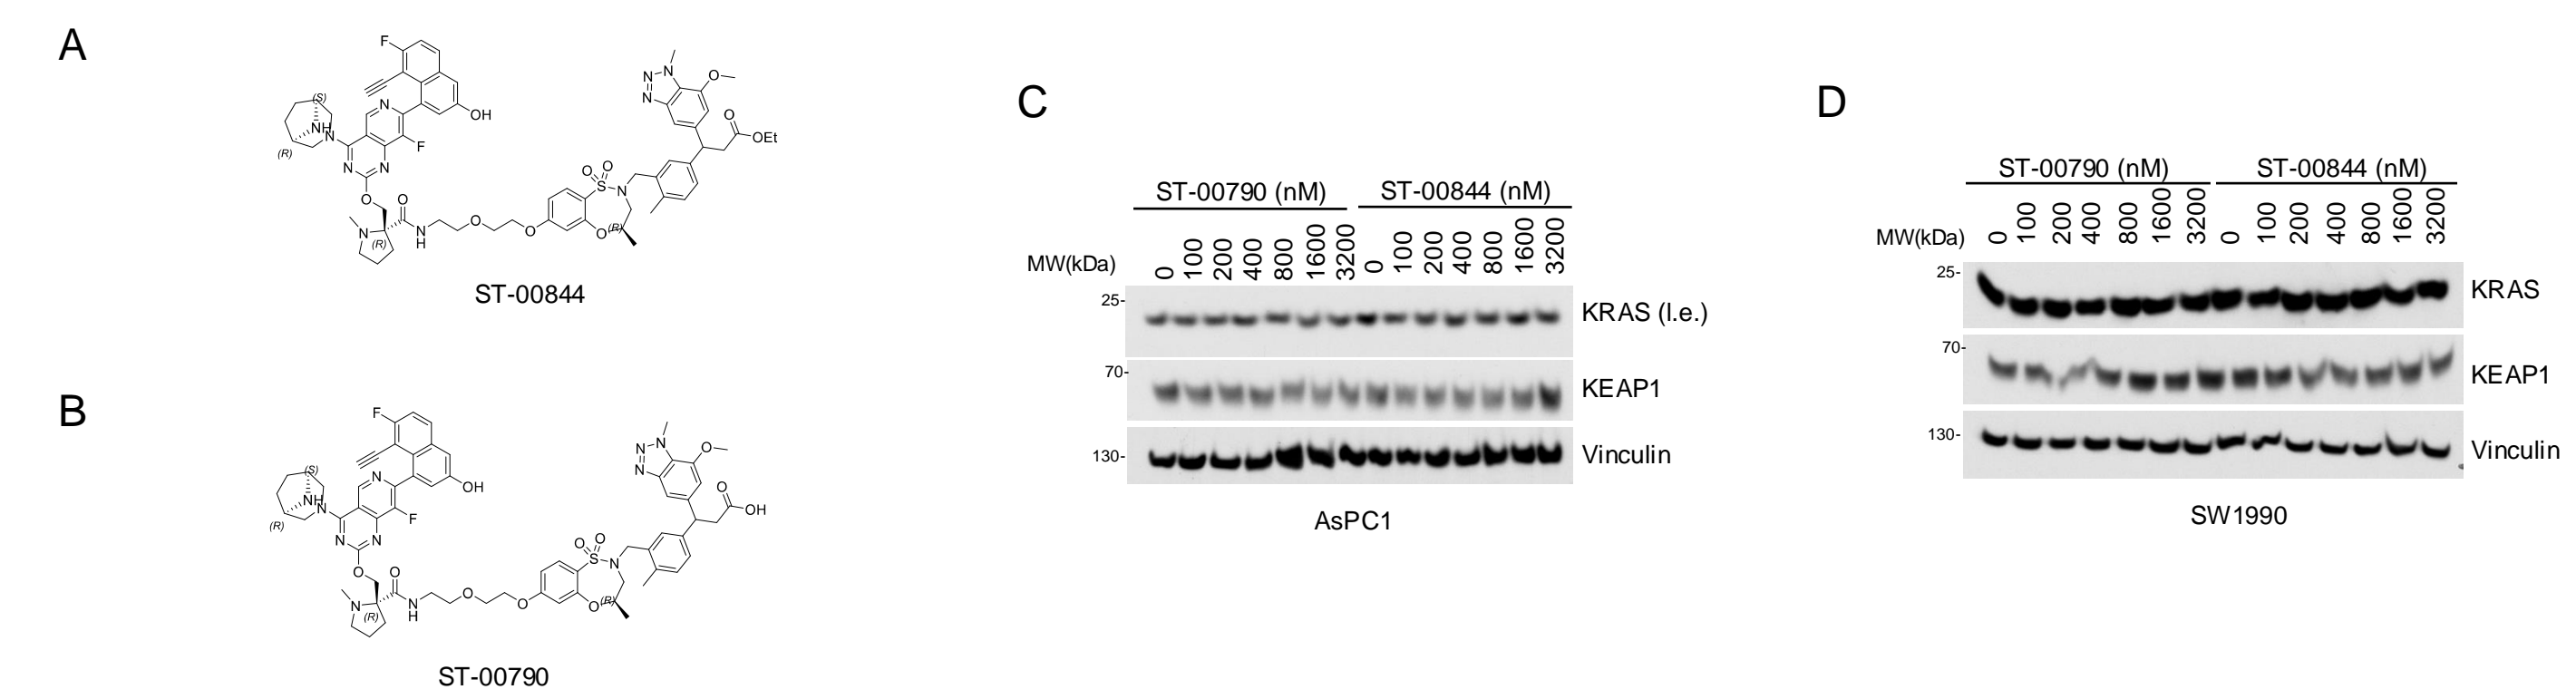 A
F
(S)
NH
N
(R)
N
OH
F
N
N
O
O
N
(R)
N
H
O
O
O
O
S
N
O
(R)
N
N
N
O
O
OEt
ST-00844
B
F
(S)
NH
N
(R)
N
OH
F
N
N
O
O
N
(R)
N
H
O
O
O
O
S
N
O
(R)
N
N
N
O
O
OH
ST-00790
C
ST-00790 (nM) ST-00844 (nM)
MW(kDa) 0 100 200 400 800 1600 3200 0 100 200 400 800 1600 3200
25- KRAS (l.e.)
70- KEAP1
130- Vinculin
AsPC1
D
ST-00790 (nM) ST-00844 (nM)
MW(kDa) 0 100 200 400 800 1600 3200 0 100 200 400 800 1600 3200
25- KRAS
70- KEAP1
130- Vinculin
SW1990